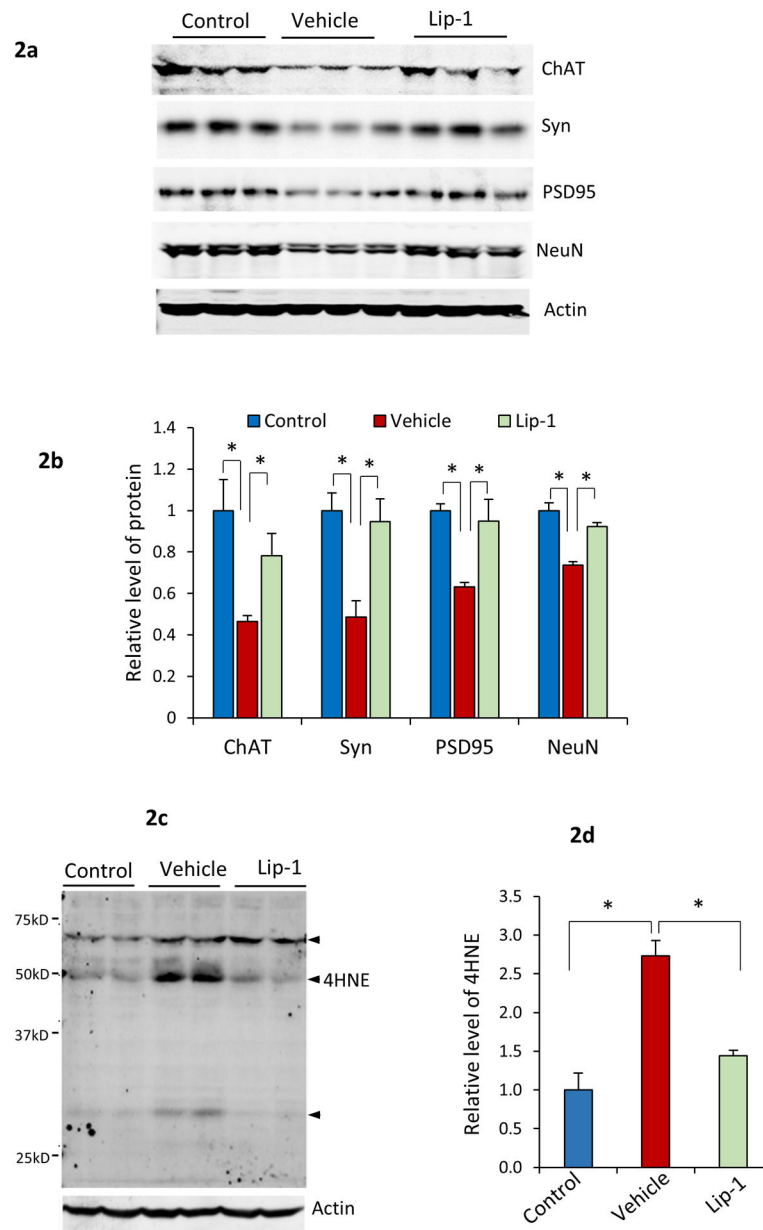 Control Vehicle Lip-1
2a
ChAT
Syn
PSD95
NeuN
Actin
2b
Control Vehicle Lip-1
Relative level of protein
1.4
1.2
1
0.8
0.6
0.4
0.2
0
* * * * * * * *
ChAT Syn PSD95 NeuN
2c
Control Vehicle Lip-1
75kD
50kD
4HNE
37kD
25kD
Actin
2d
Relative level of 4HNE
3.5
3.0
2.5
2.0
1.5
1.0
0.5
0.0
* *
Control Vehicle Lip-1